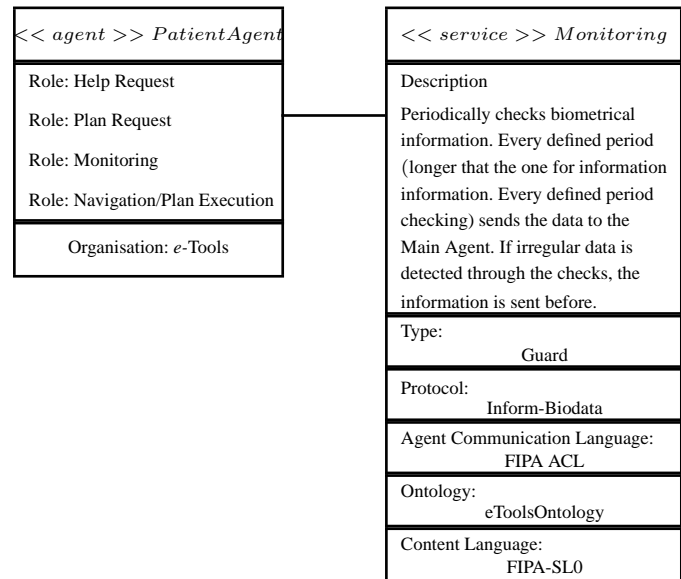 << agent >> PatientAgent
Role: Help Request
Role: Plan Request
Role: Monitoring
Role: Navigation/Plan Execution
Organisation: e-Tools
<< service >> Monitoring
Description
Periodically checks biometrical
information. Every defined period
(longer that the one for information
information. Every defined period
checking) sends the data to the
Main Agent. If irregular data is
detected through the checks, the
information is sent before.
Type:
Guard
Protocol:
Inform-Biodata
Agent Communication Language:
FIPA ACL
Ontology:
eToolsOntology
Content Language:
FIPA-SL0